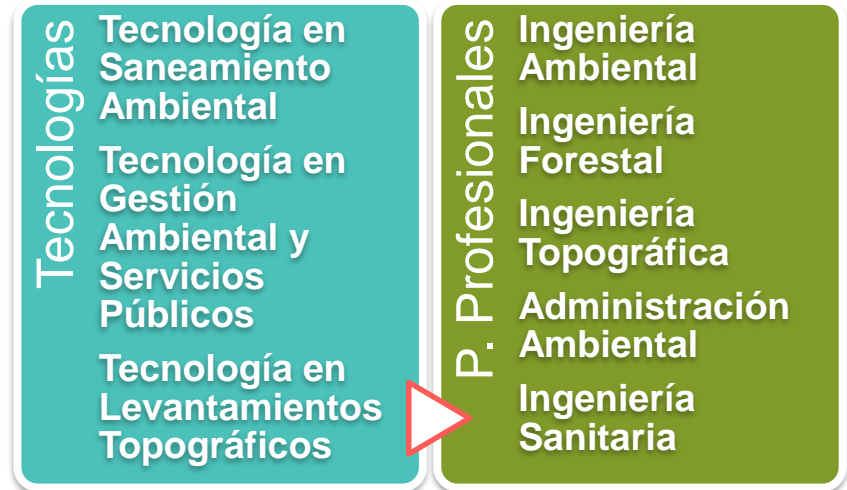 Tecnologías
Tecnología en
Saneamiento
Ambiental
Tecnología en
Gestión
Ambiental y
Servicios
Públicos
Tecnología en
Levantamientos
Topográficos
P. Profesionales
Ingeniería
Ambiental
Ingeniería
Forestal
Ingeniería
Topográfica
Administración
Ambiental
Ingeniería
Sanitaria